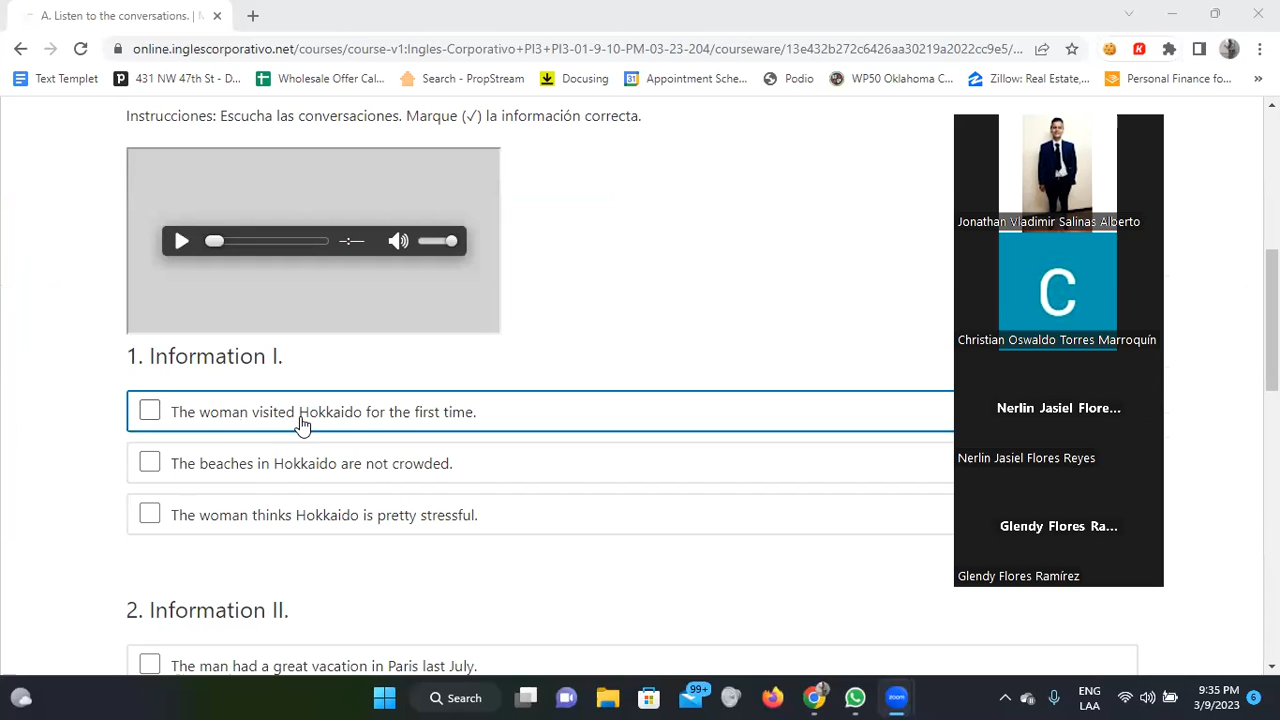 A. Listen to the conversations. |
online.inglescorporativo.net/courses/course-v1:Ingles-Corporativo+PI3+PI3-01-9-10-PM-03-23-204/courseware/13e432b272c6426aa30219a2022cc9e5/...
Text Templet
431 NW 47th St - D...
Wholesale Offer Cal...
Search - PropStream
Docusing
Appointment Sche...
Podio
WP50 Oklahoma C...
Zillow: Real Estate,...
Personal Finance fo...
»
Instrucciones: Escucha las conversaciones. Marque (✓) la información correcta.
-:--
1. Information I.
The woman visited Hokkaido for the first time.
The beaches in Hokkaido are not crowded.
The woman thinks Hokkaido is pretty stressful.
2. Information II.
The man had a great vacation in Paris last July.
Jonathan Vladimir Salinas Alberto
C
Christian Oswaldo Torres Marroquín
Nerlin Jasiel Flore...
Nerlin Jasiel Flores Reyes
Glendy Flores Ra...
Glendy Flores Ramírez
Search
99+
zoom
ENG
LAA
9:35 PM
3/9/2023
6